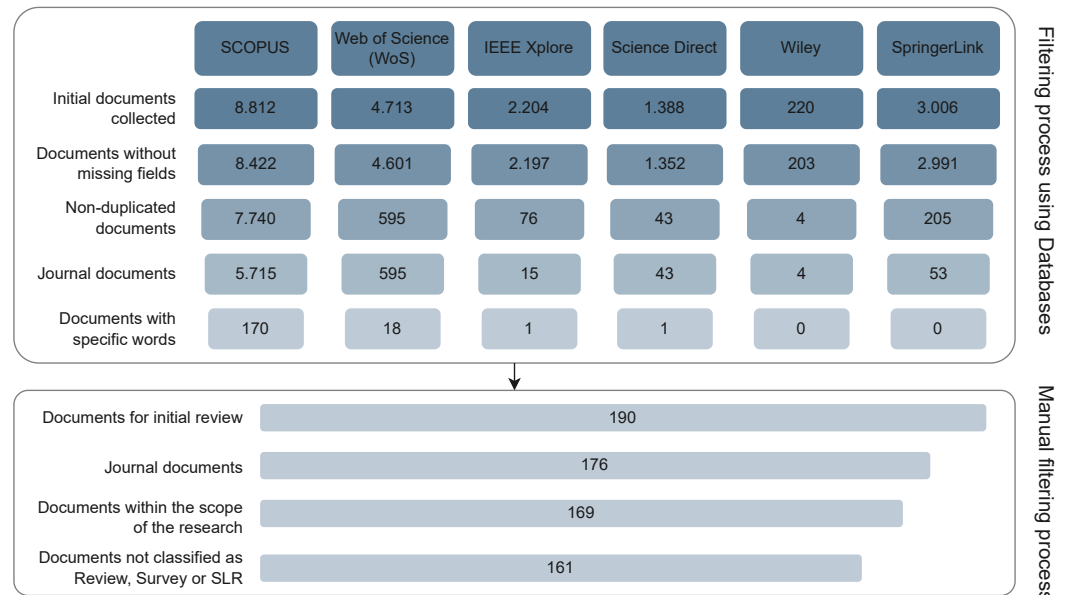 SCOPUS
Web of Science
(WoS)
IEEE Xplore
Science Direct
Wiley
SpringerLink
Initial documents
collected
8.812
4.713
2.204
1.388
220
3.006
Documents without
missing fields
8.422
4.601
2.197
1.352
203
2.991
Non-duplicated
documents
7.740
595
76
43
4
205
Journal documents
5.715
595
15
43
4
53
Documents with
specific words
170
18
1
1
0
0
Filtering process using Databases
Documents for initial review
190
Journal documents
176
Documents within the scope
of the research
169
Documents not classified as
Review, Survey or SLR
161
Manual filtering process